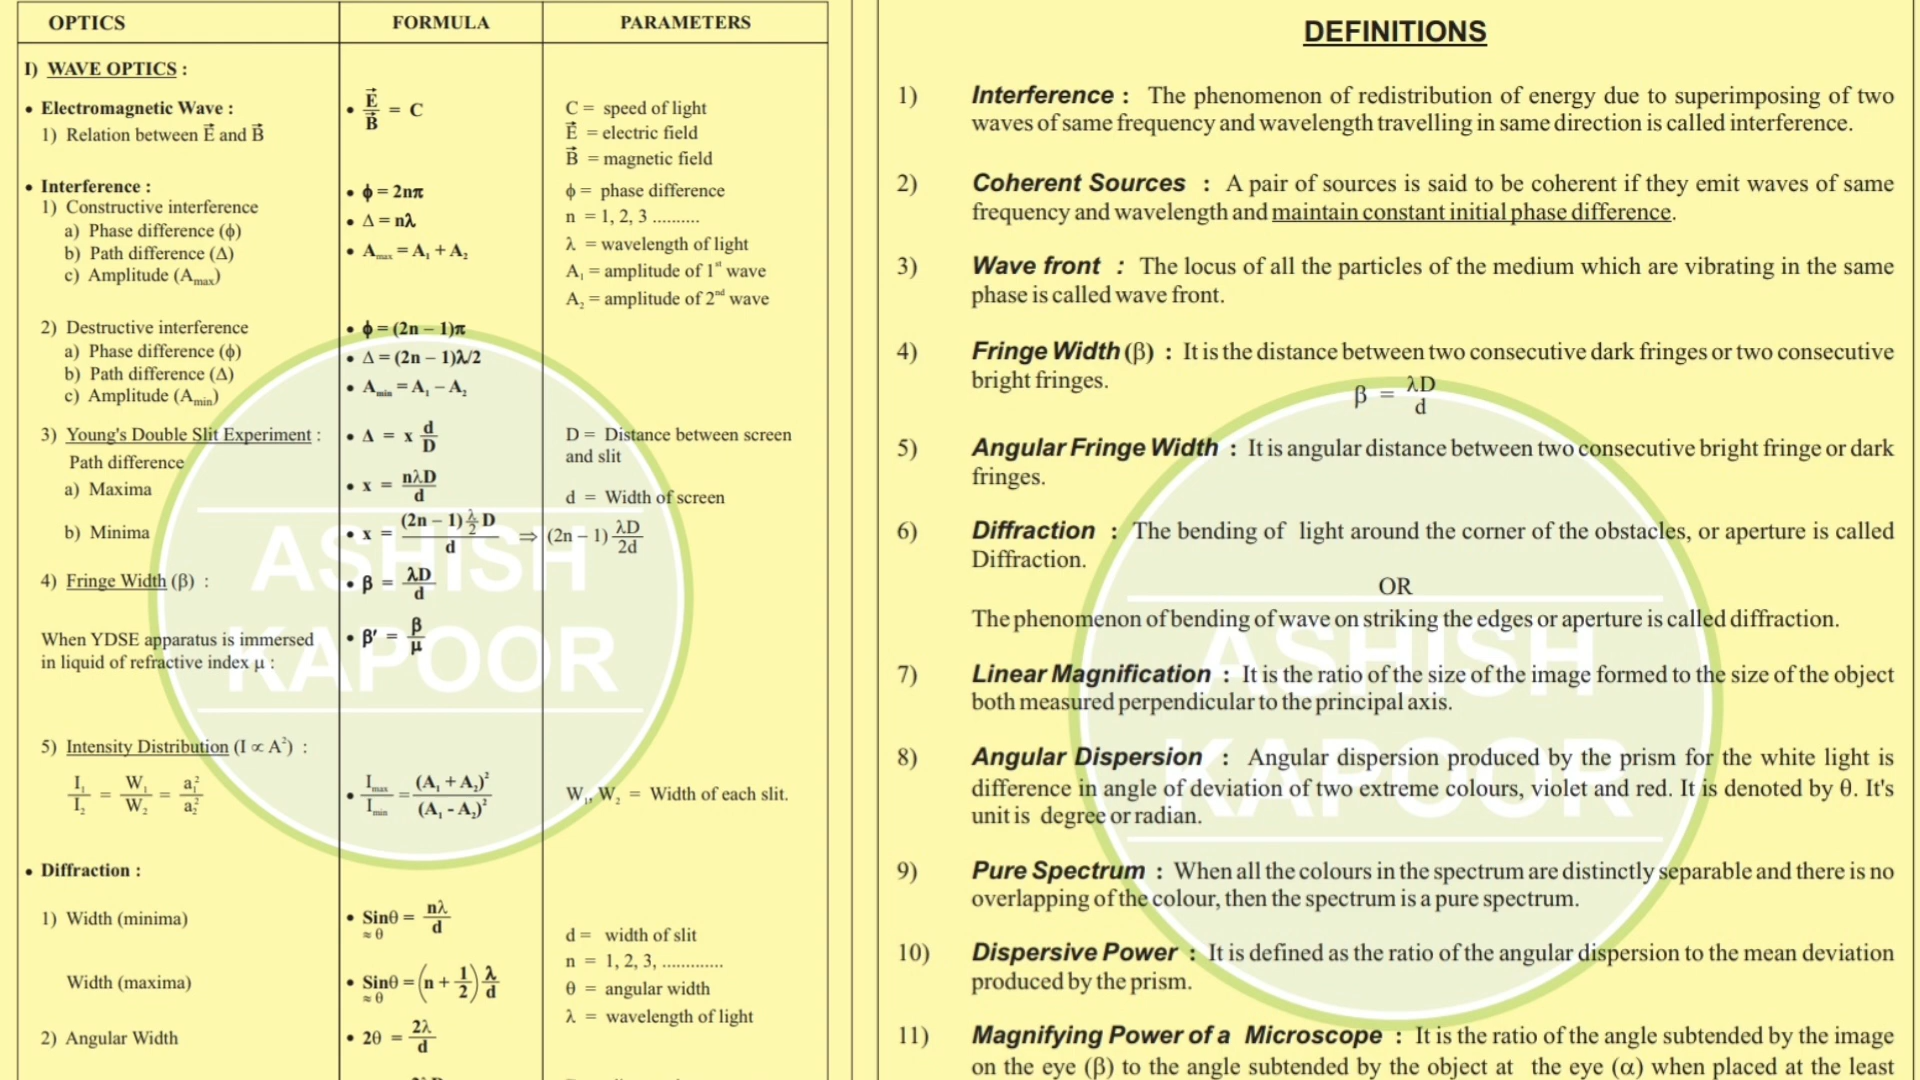 OPTICS FORMULA PARAMETERS
I) WAVE OPTICS :
• Electromagnetic Wave :
1) Relation between E⃗ and B⃗
• E⃗/B⃗ = C
C = speed of light
E⃗ = electric field
B⃗ = magnetic field
• Interference :
1) Constructive interference
a) Phase difference (ϕ)
b) Path difference (Δ)
c) Amplitude (Amax)
• ϕ = 2nπ
• Δ = nλ
• Amax = A₁ + A₂
ϕ = phase difference
n = 1, 2, 3 ..........
λ = wavelength of light
A₁ = amplitude of 1st wave
A₂ = amplitude of 2nd wave
2) Destructive interference
a) Phase difference (ϕ)
b) Path difference (Δ)
c) Amplitude (Amin)
• ϕ = (2n – 1)π
• Δ = (2n – 1)λ/2
• Amin = A₁ – A₂
3) Young's Double Slit Experiment :
Path difference
a) Maxima
b) Minima
• Δ = x d/D
• x = nλD/d
• x = (2n – 1) λ/2 D / d ⇒ (2n – 1) λD/2d
D = Distance between screen
and slit
d = Width of screen
4) Fringe Width (β) :
• β = λD/d
When YDSE apparatus is immersed
in liquid of refractive index μ :
• β′ = β/μ
5) Intensity Distribution (I ∝ A²) :
I₁/I₂ = W₁/W₂ = a₁²/a₂²
• Imax/Imin = (A₁ + A₂)²/(A₁ - A₂)²
W₁, W₂ = Width of each slit.
• Diffraction :
1) Width (minima)
• Sinθ = nλ/d
≈ θ
Width (maxima)
• Sinθ = (n + 1/2) λ/d
≈ θ
2) Angular Width
• 2θ = 2λ/d
d = width of slit
n = 1, 2, 3, .............
θ = angular width
λ = wavelength of light
ASHISH
KAPOOR
DEFINITIONS
1) Interference : The phenomenon of redistribution of energy due to superimposing of two
waves of same frequency and wavelength travelling in same direction is called interference.
2) Coherent Sources : A pair of sources is said to be coherent if they emit waves of same
frequency and wavelength and maintain constant initial phase difference.
3) Wave front : The locus of all the particles of the medium which are vibrating in the same
phase is called wave front.
4) Fringe Width (β) : It is the distance between two consecutive dark fringes or two consecutive
bright fringes.
β = λD/d
5) Angular Fringe Width : It is angular distance between two consecutive bright fringe or dark
fringes.
6) Diffraction : The bending of light around the corner of the obstacles, or aperture is called
Diffraction.
OR
The phenomenon of bending of wave on striking the edges or aperture is called diffraction.
7) Linear Magnification : It is the ratio of the size of the image formed to the size of the object
both measured perpendicular to the principal axis.
8) Angular Dispersion : Angular dispersion produced by the prism for the white light is
difference in angle of deviation of two extreme colours, violet and red. It is denoted by θ. It's
unit is degree or radian.
9) Pure Spectrum : When all the colours in the spectrum are distinctly separable and there is no
overlapping of the colour, then the spectrum is a pure spectrum.
10) Dispersive Power : It is defined as the ratio of the angular dispersion to the mean deviation
produced by the prism.
11) Magnifying Power of a Microscope : It is the ratio of the angle subtended by the image
on the eye (β) to the angle subtended by the object at the eye (α) when placed at the least
ASHISH
KAPOOR